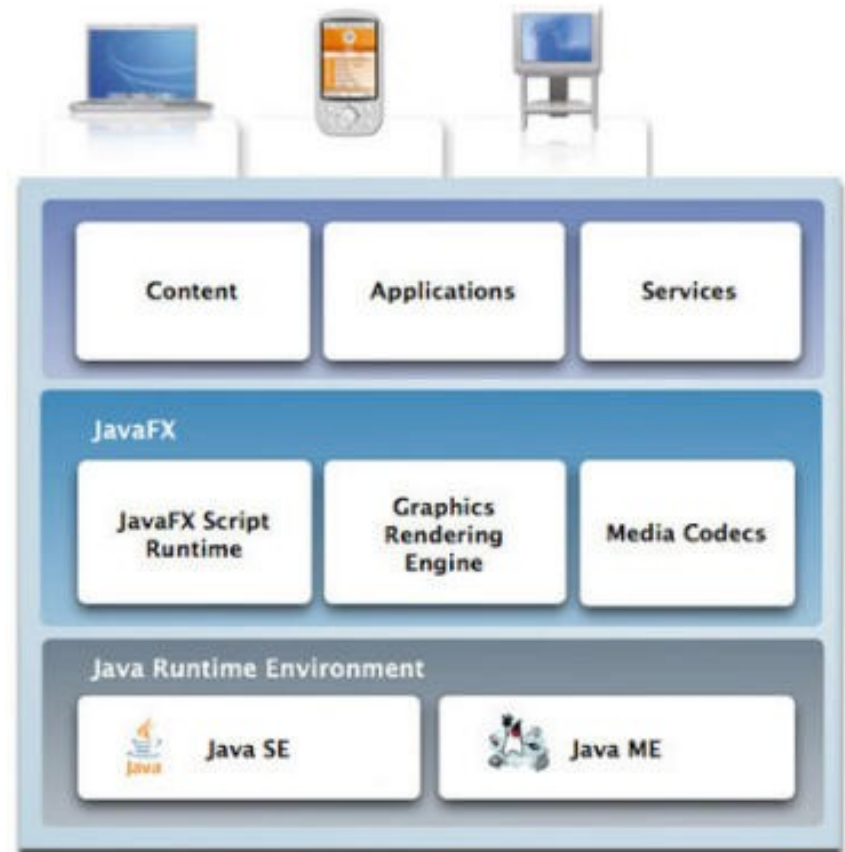 Content
Applications
Services
JavaFX
JavaFX Script
Runtime
Graphics
Rendering
Engine
Media Codecs
Java Runtime Environment
Java
Java SE
Java ME